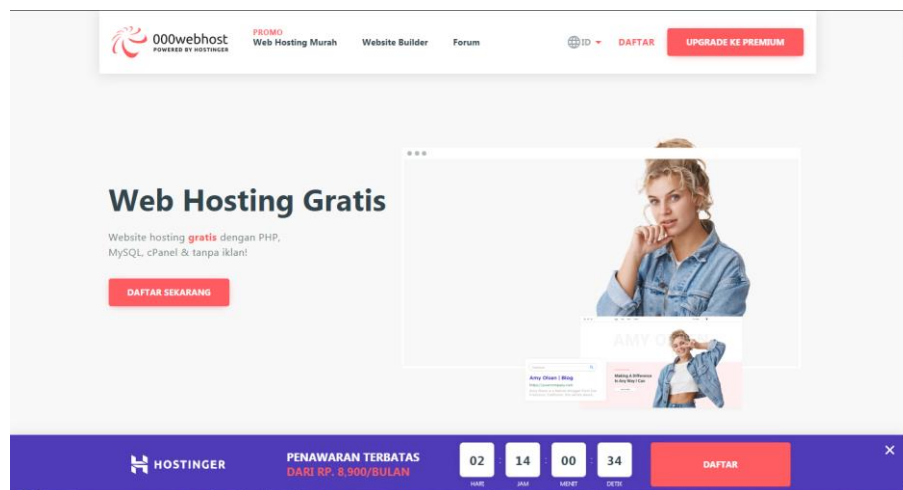 000webhost
POWERED BY HOSTINGER
PROMO
Web Hosting Murah
Website Builder
Forum
ID
DAFTAR
UPGRADE KE PREMIUM
Web Hosting Gratis
Website hosting gratis dengan PHP,
MySQL, cPanel & tanpa iklan!
DAFTAR SEKARANG
AMY
Amy Olsen | Blog
Making A Difference
In Any Way I Can
HOSTINGER
PENAWARAN TERBATAS
DARI RP. 8,900/BULAN
02 : 14 : 00 : 34
HARI JAM MENIT DETIK
DAFTAR